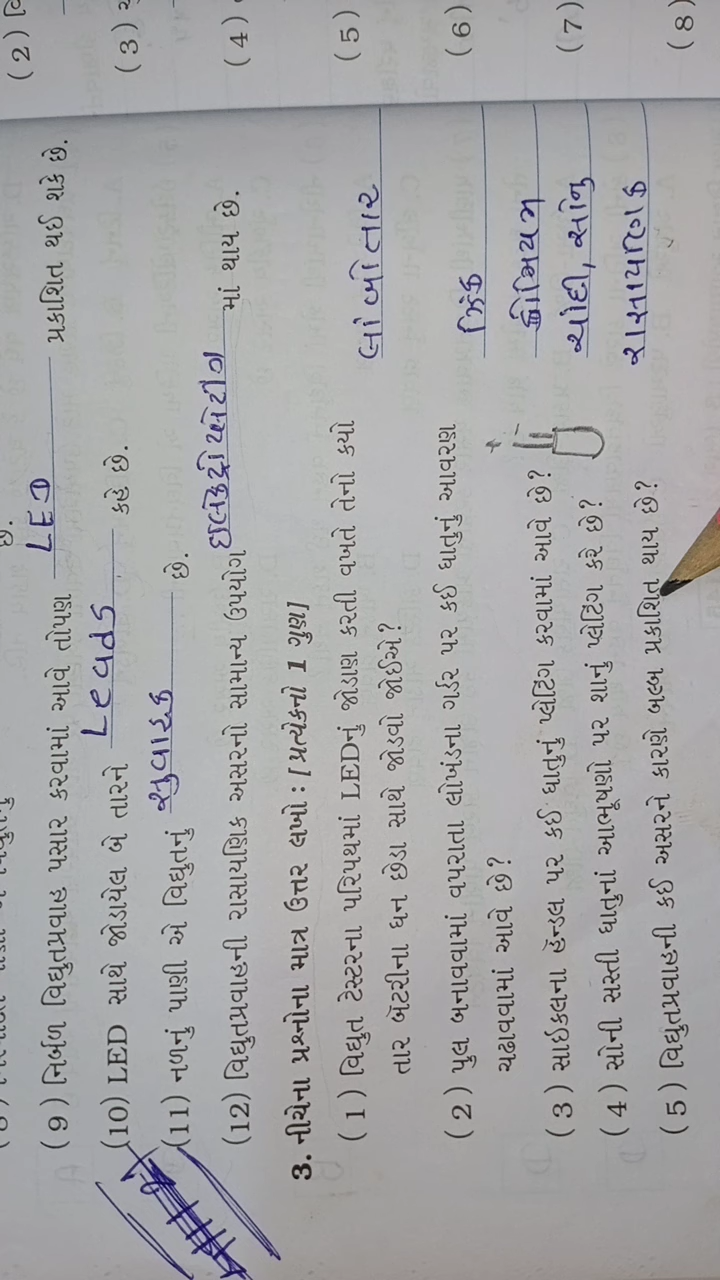 છે.
( 9 ) નિર્બળ વિદ્યુતપ્રવાહ પસાર કરવામાં આવે તોપણ LED પ્રકાશિત થઈ શકે છે.
(10) LED સાથે જોડાયેલ બે તારને Leads કહે છે.
(11) નળનું પાણી એ વિદ્યુતનું સુવાહક છે.
(12) વિદ્યુતપ્રવાહની રાસાયણિક અસરનો સામાન્ય ઉપયોગ ઇલેક્ટ્રોપ્લેટીંગ માં થાય છે.
3. નીચેના પ્રશ્નોના માત્ર ઉત્તર લખો : [ પ્રત્યેકનો 1 ગુણ ]
( 1 ) વિદ્યુત ટેસ્ટરના પરિપથમાં LEDનું જોડાણ કરતી વખતે તેનો કયો
તાર બૅટરીના ધન છેડા સાથે જોડવો જોઈએ? લાંબો તાર
( 2 ) પુલ બનાવવામાં વપરાતા લોખંડના ગર્ડર પર કઈ ધાતુનું આવરણ
ચઢાવવામાં આવે છે? ઝિંક
( 3 ) સાઈકલના હૅન્ડલ પર કઈ ધાતુનું પ્લેટિંગ કરવામાં આવે છે? ક્રોમિયમ
+ -
( 4 ) સોની સસ્તી ધાતુનાં આભૂષણો પર શાનું પ્લેટિંગ કરે છે? ચાંદી, સોનુ
( 5 ) વિદ્યુતપ્રવાહની કઈ અસરને કારણે બલ્બ પ્રકાશિત થાય છે? રાસાયણિક
( 2 )
( 3 )
( 4 )
( 5 )
( 6 )
( 7 )
( 8 )